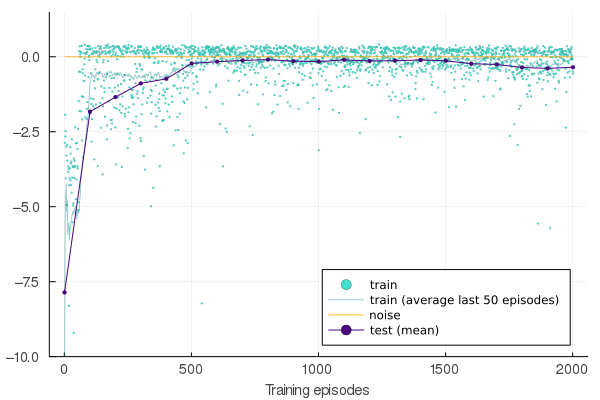 0.0
−2.5
−5.0
−7.5
−10.0
0
500
1000
1500
2000
Training episodes
train
train (average last 50 episodes)
noise
test (mean)